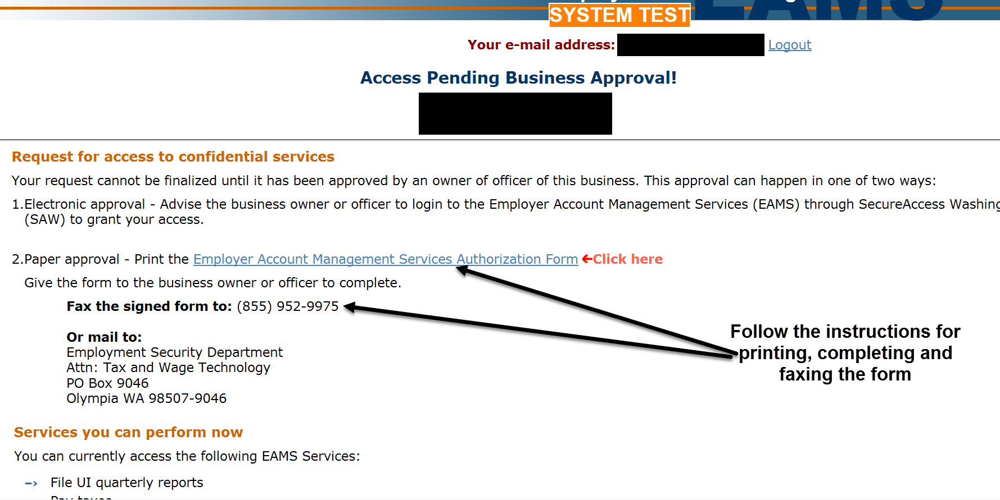 SYSTEM TEST
EAMS
Your e-mail address: Logout
Access Pending Business Approval!
Request for access to confidential services
Your request cannot be finalized until it has been approved by an owner of officer of this business. This approval can happen in one of two ways:
1.Electronic approval - Advise the business owner or officer to login to the Employer Account Management Services (EAMS) through SecureAccess Washing
(SAW) to grant your access.
2.Paper approval - Print the Employer Account Management Services Authorization Form ←Click here
Give the form to the business owner or officer to complete.
Fax the signed form to: (855) 952-9975
Or mail to:
Employment Security Department
Attn: Tax and Wage Technology
PO Box 9046
Olympia WA 98507-9046
Follow the instructions for
printing, completing and
faxing the form
Services you can perform now
You can currently access the following EAMS Services:
–› File UI quarterly reports
Pay taxes